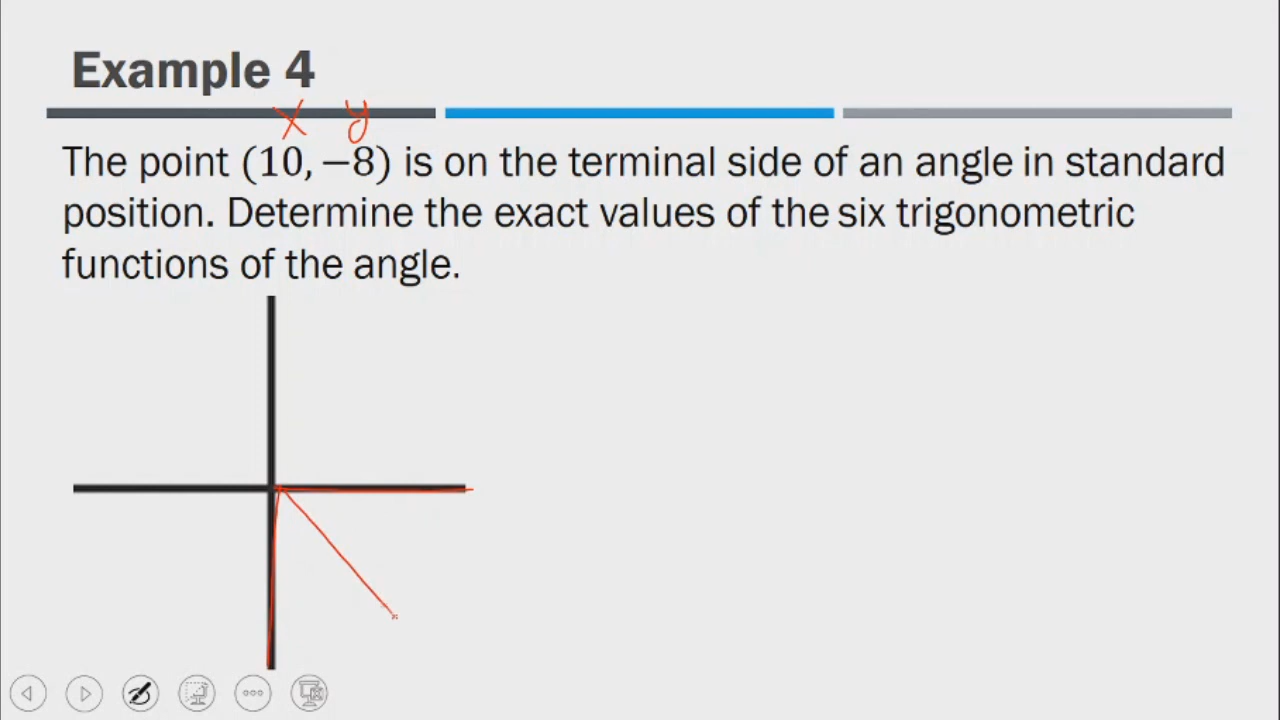 Example 4
x y
The point (10, −8) is on the terminal side of an angle in standard
position. Determine the exact values of the six trigonometric
functions of the angle.